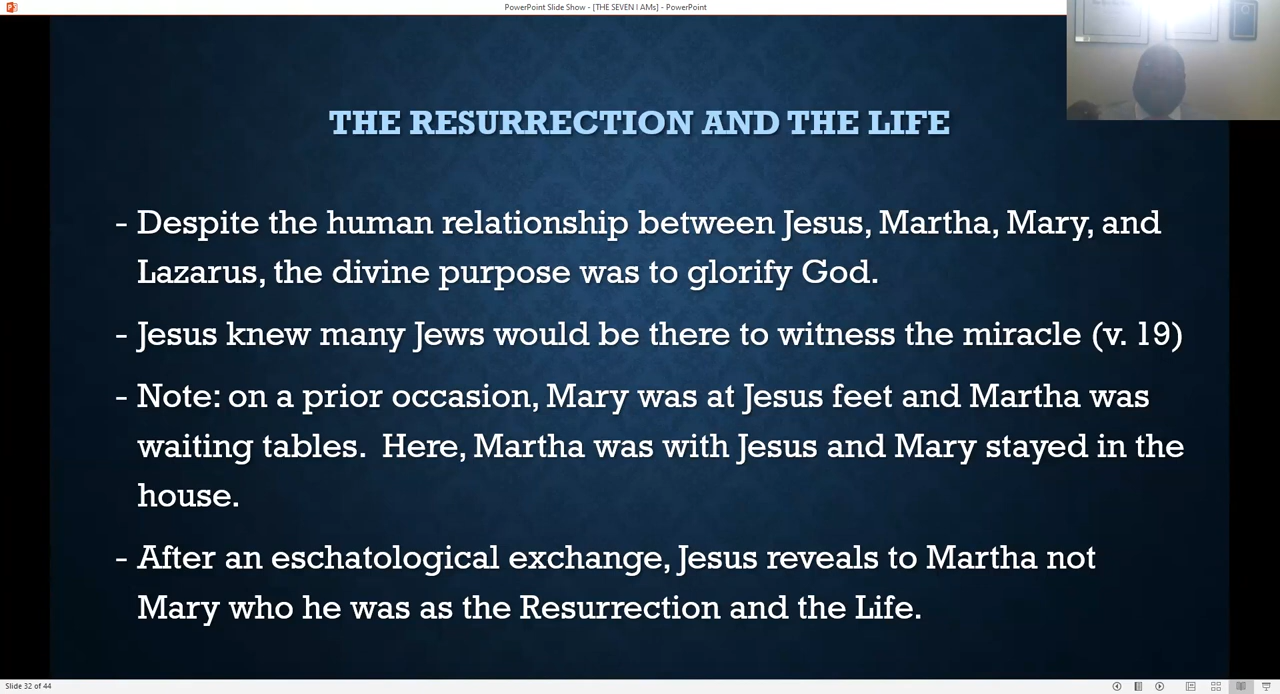 PowerPoint Slide Show - [THE SEVEN I AMs] - PowerPoint
THE RESURRECTION AND THE LIFE
- Despite the human relationship between Jesus, Martha, Mary, and
Lazarus, the divine purpose was to glorify God.
- Jesus knew many Jews would be there to witness the miracle (v. 19)
- Note: on a prior occasion, Mary was at Jesus feet and Martha was
waiting tables.  Here, Martha was with Jesus and Mary stayed in the
house.
- After an eschatological exchange, Jesus reveals to Martha not
Mary who he was as the Resurrection and the Life.
Slide 32 of 44